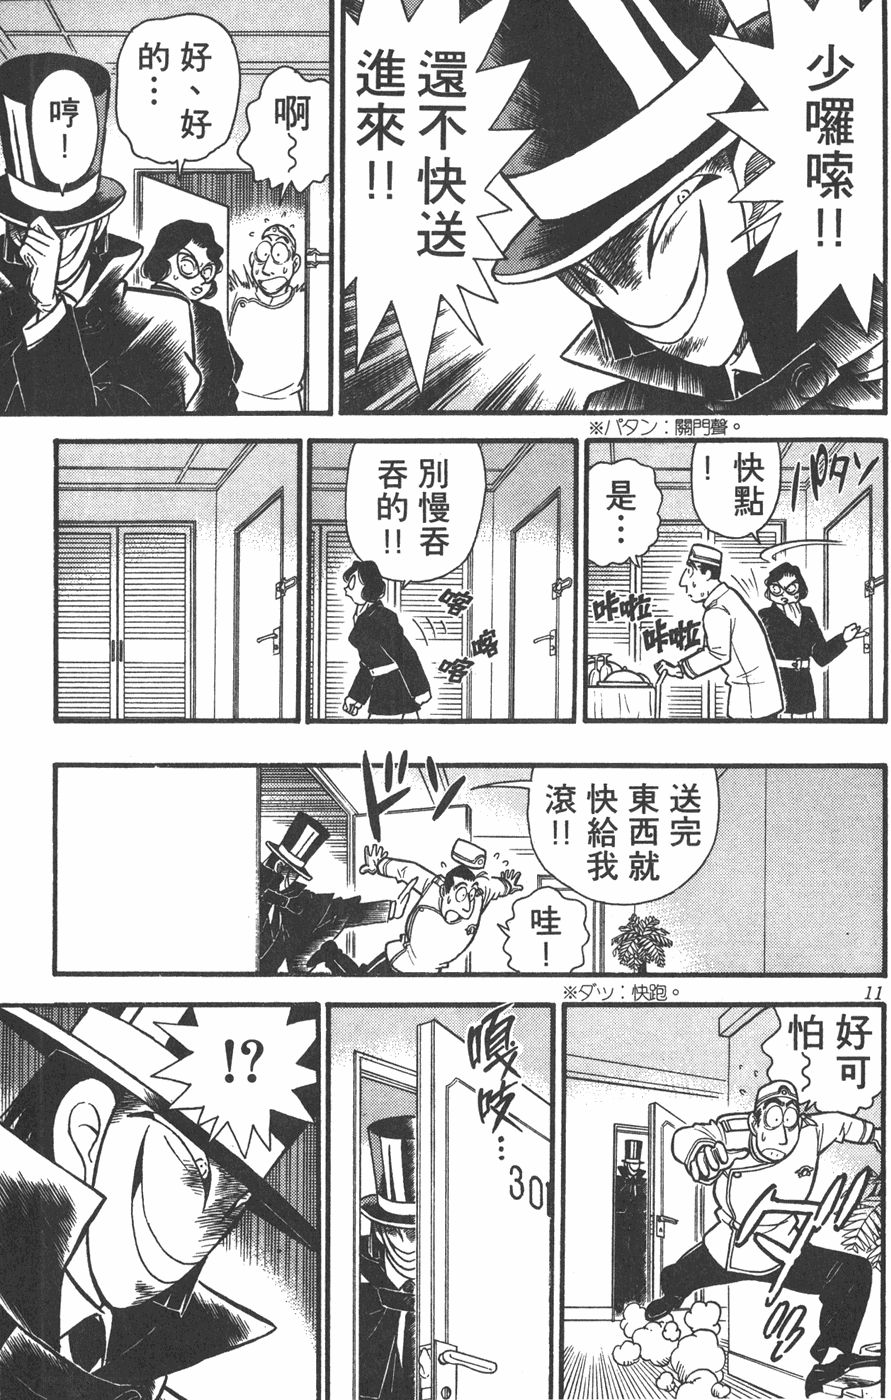 少囉嗦!!
還不快送
進來!!
啊~
好、好
的…
哼!
※パタン：關門聲。
パタン
快點
!
是…
咔啦
咔啦
別慢吞
吞的!!
喀
喀
喀
送完
東西就
快給我
滾!!
哇!
ドン
※ダッ：快跑。
11
好可
怕~
ダッ
嘎吱…
30
!?